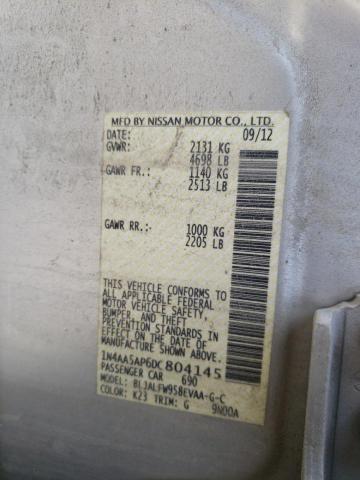 MFD BY NISSAN MOTOR CO., LTD.
DATE: 09/12
GVWR: 2131 KG
4698 LB
GAWR FR.: 1140 KG
2513 LB
GAWR RR.: 1000 KG
2205 LB
THIS VEHICLE CONFORMS TO
ALL APPLICABLE FEDERAL
MOTOR VEHICLE SAFETY,
BUMPER, AND THEFT
PREVENTION STANDARDS IN
EFFECT ON THE DATE OF
MANUFACTURE SHOWN ABOVE.
1N4AA5AP6DC804145
PASSENGER CAR 690
MODEL: BLJALFW958EVAA-G-C
COLOR: K23 TRIM: G 9N00A